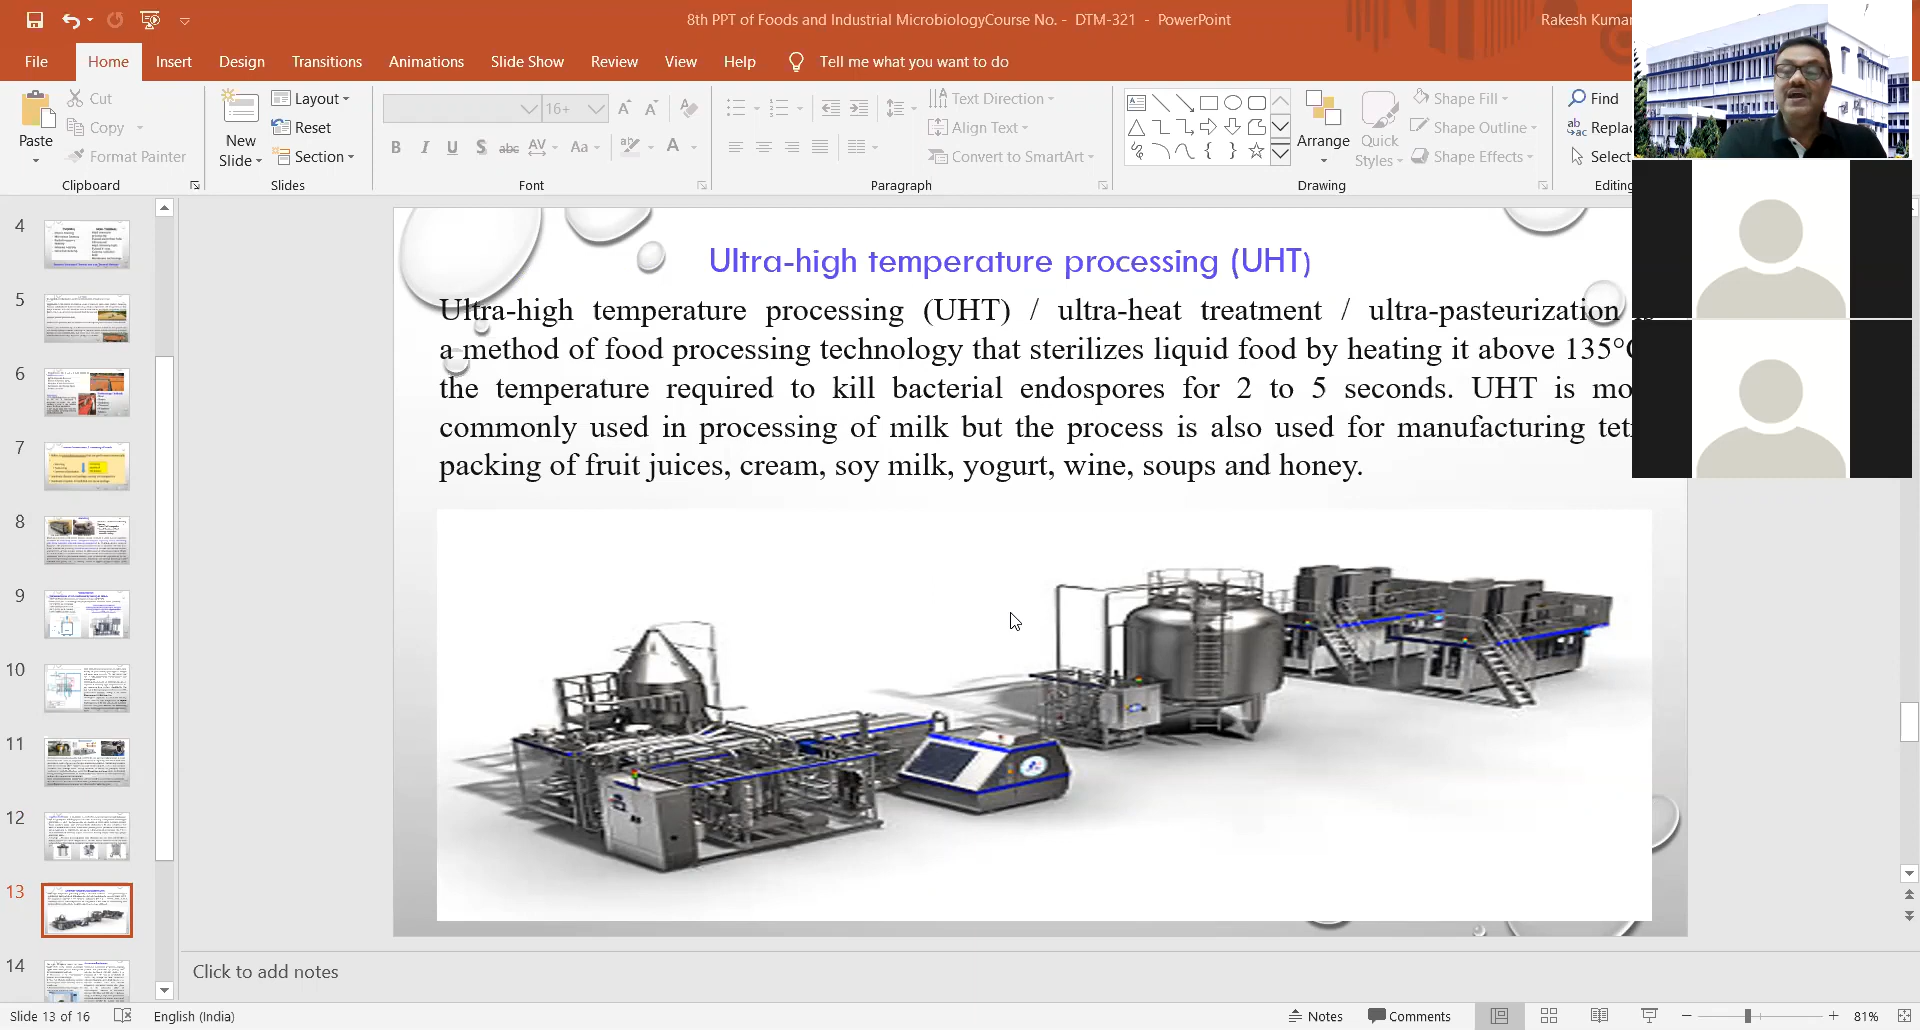 8th PPT of Foods and Industrial MicrobiologyCourse No. - DTM-321 - PowerPoint
Rakesh Kumar
File Home Insert Design Transitions Animations Slide Show Review View Help Tell me what you want to do
Paste
Cut
Copy
Format Painter
Clipboard
New
Slide
Layout
Reset
Section
Slides
16+
B I U S abc AV Aa A
Font
Text Direction
Align Text
Convert to SmartArt
Paragraph
Arrange
Quick
Styles
Shape Fill
Shape Outline
Shape Effects
Drawing
Find
Replac
Select
Editing
4
5
6
7
8
9
10
11
12
13
14
Ultra-high temperature processing (UHT)
Ultra-high temperature processing (UHT) / ultra-heat treatment / ultra-pasteurization
a method of food processing technology that sterilizes liquid food by heating it above 135°C
the temperature required to kill bacterial endospores for 2 to 5 seconds. UHT is mo
commonly used in processing of milk but the process is also used for manufacturing tet
packing of fruit juices, cream, soy milk, yogurt, wine, soups and honey.
Click to add notes
Slide 13 of 16 English (India) Notes Comments 81%